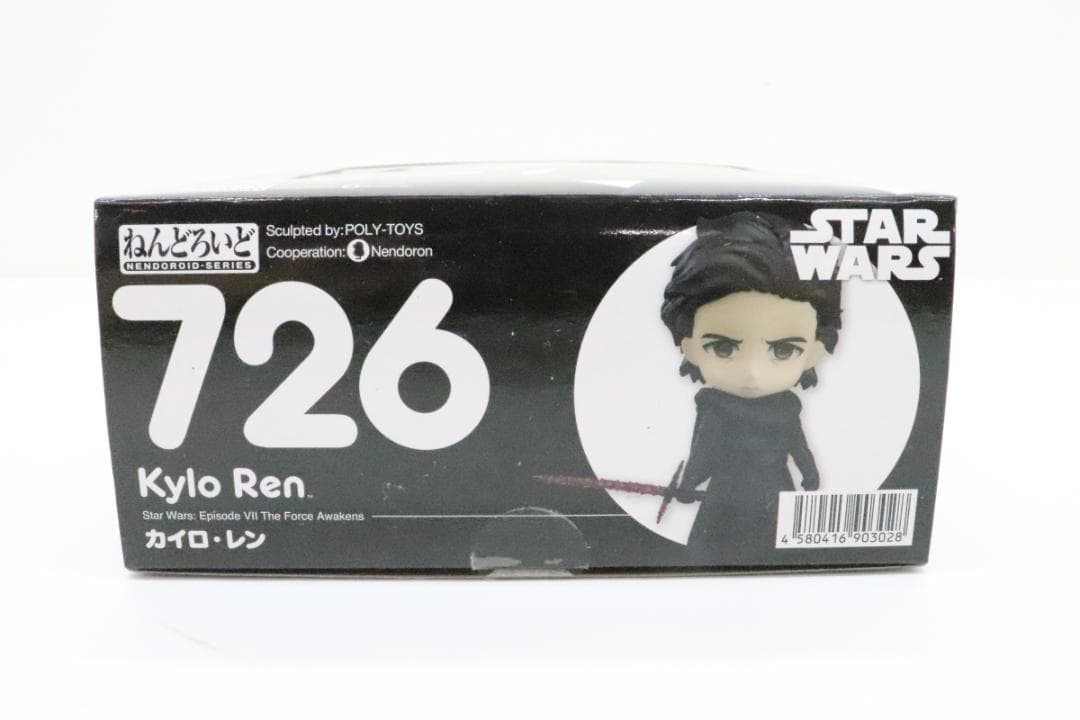 ねんどろいど
NENDOROID-SERIES
Sculpted by:POLY-TOYS
Cooperation: Nendoron
726
Kylo Ren™
Star Wars: Episode VII The Force Awakens
カイロ・レン
STAR
WARS
4 580416 903028